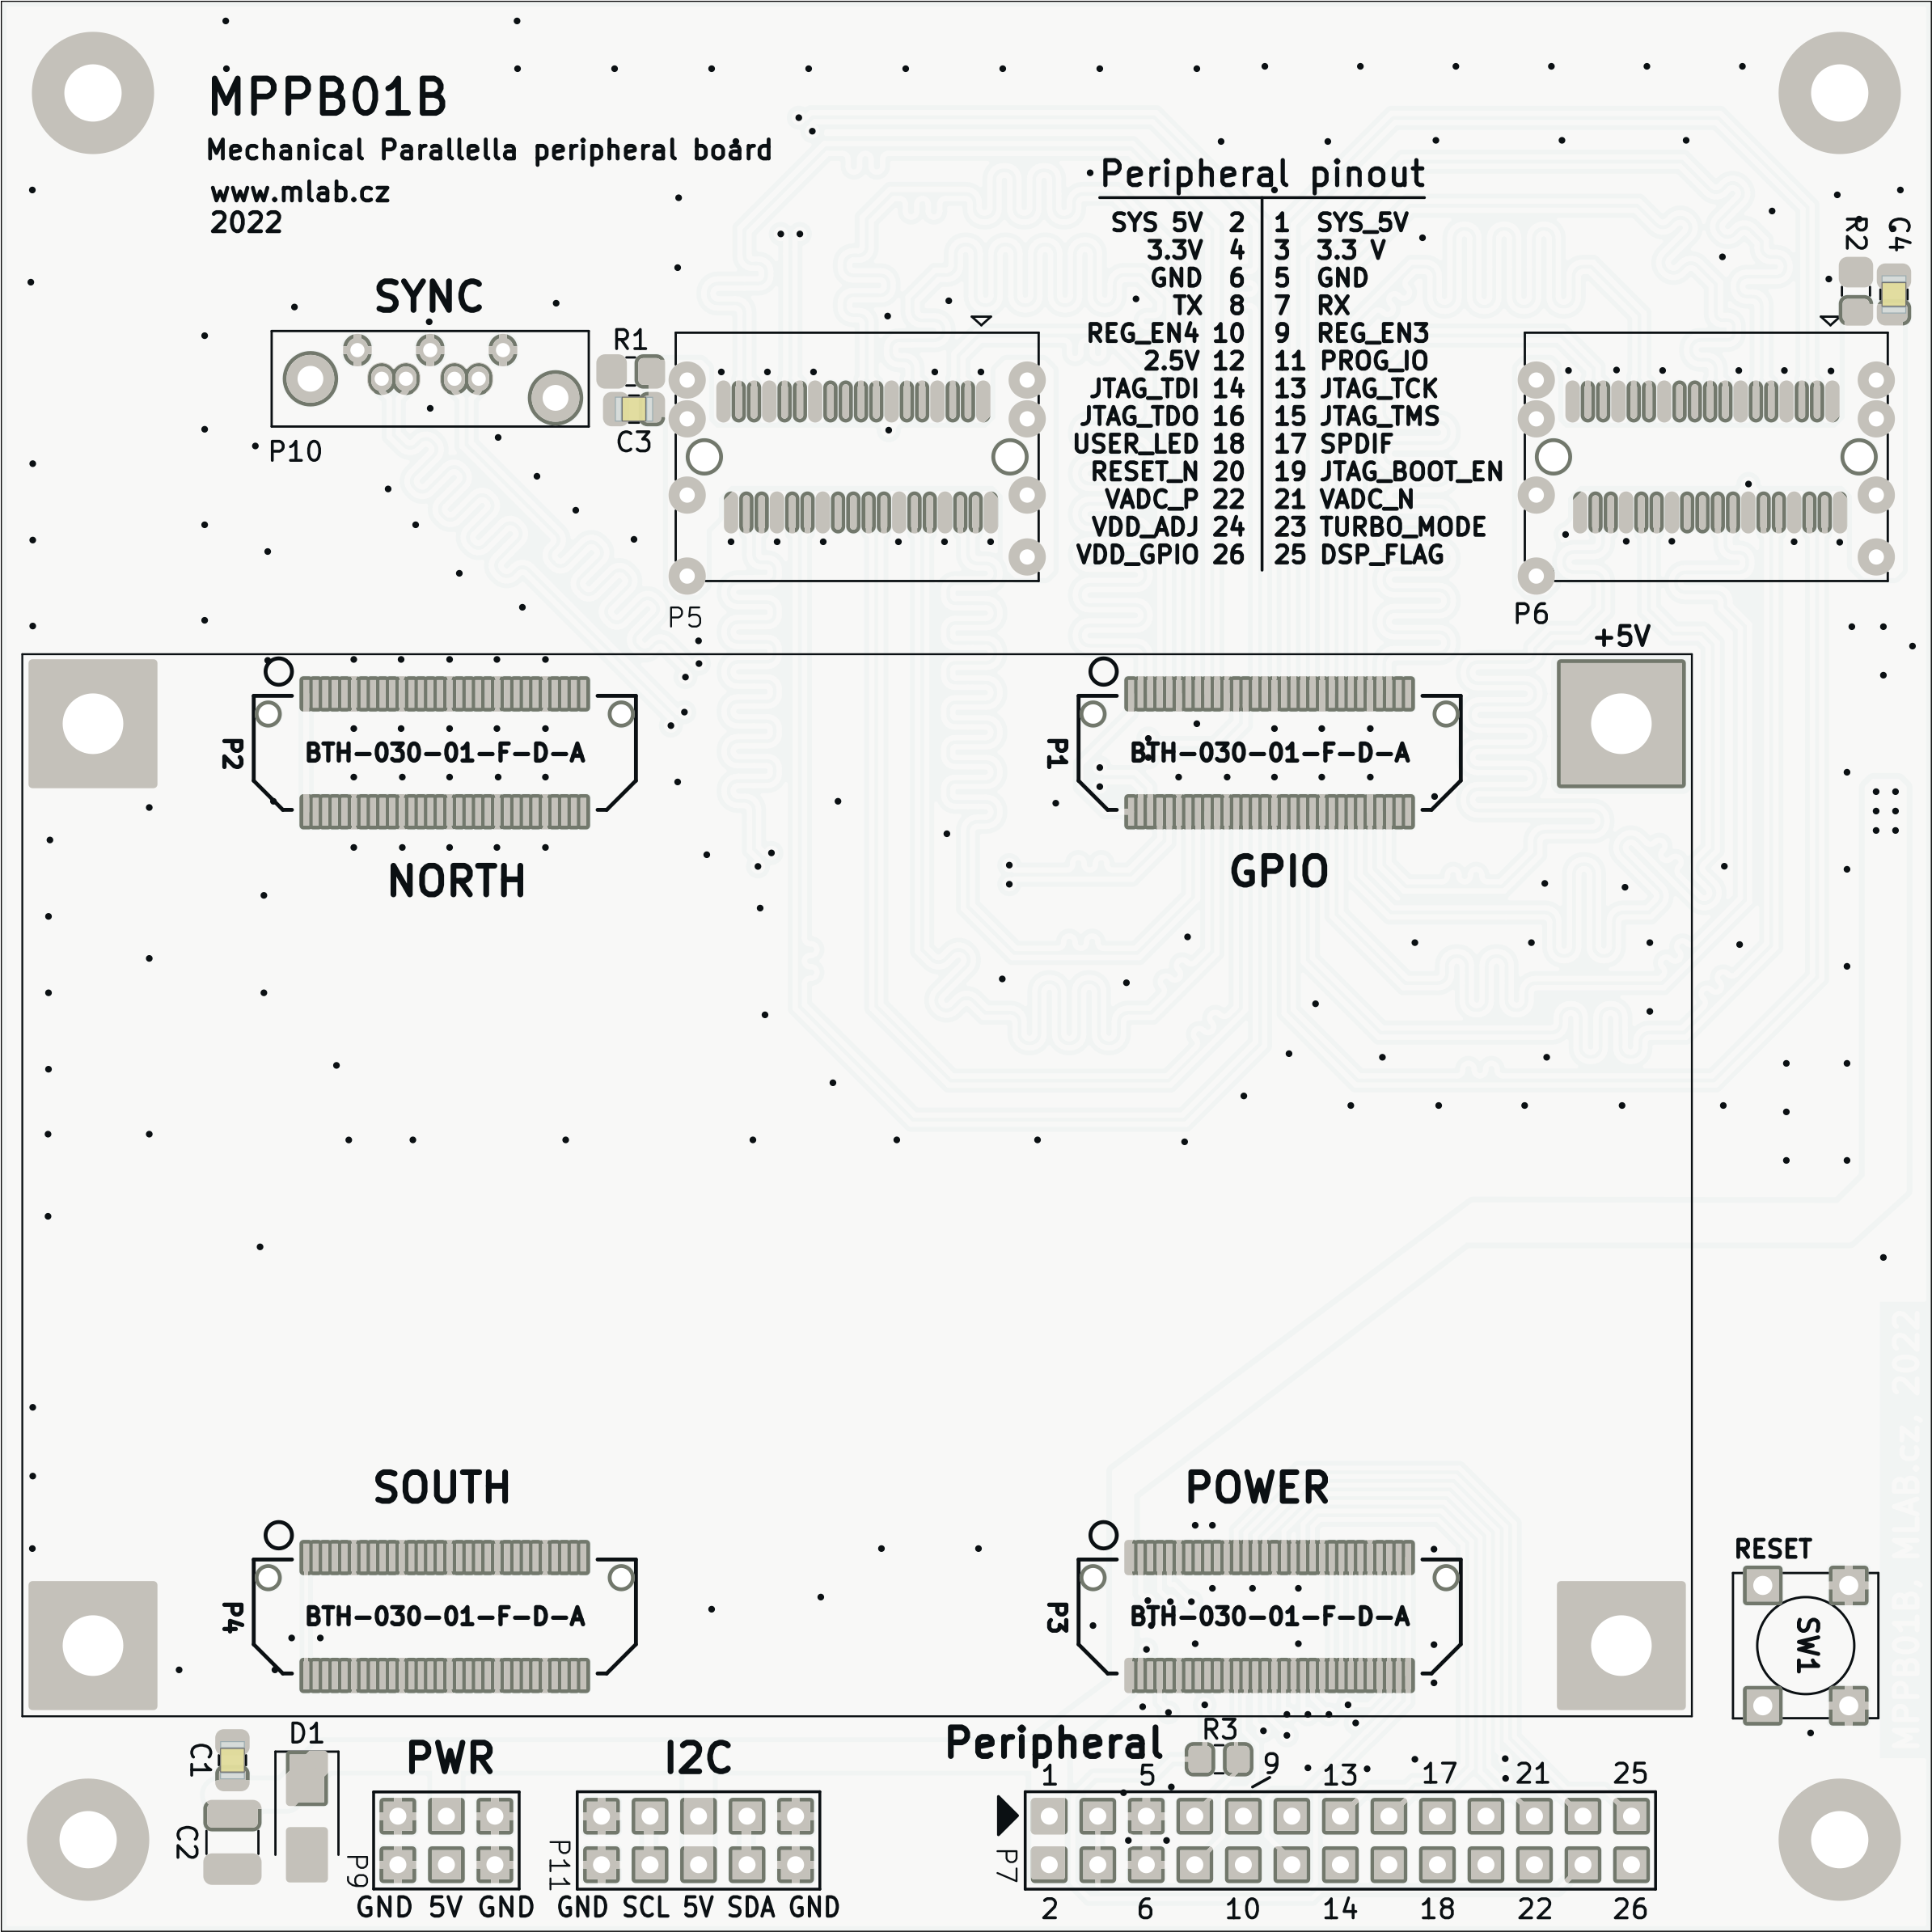 MPPB01B
Mechanical Parallella peripheral board
www.mlab.cz
2022
Peripheral pinout
SYS 5V 2 1 SYS_5V
3.3V 4 3 3.3 V
GND 6 5 GND
TX 8 7 RX
REG_EN4 10 9 REG_EN3
2.5V 12 11 PROG_IO
JTAG_TDI 14 13 JTAG_TCK
JTAG_TDO 16 15 JTAG_TMS
USER_LED 18 17 SPDIF
RESET_N 20 19 JTAG_BOOT_EN
VADC_P 22 21 VADC_N
VDD_ADJ 24 23 TURBO_MODE
VDD_GPIO 26 25 DSP_FLAG
R2
C4
SYNC
P10
R1
C3
P5
P6
+5V
P2
BTH-030-01-F-D-A
NORTH
P1
BTH-030-01-F-D-A
GPIO
MPPB01B, MLAB.cz, 2022
SOUTH
P4
BTH-030-01-F-D-A
POWER
P3
BTH-030-01-F-D-A
RESET
SW1
C1
C2
D1
PWR
P9
GND 5V GND
I2C
P11
GND SCL 5V SDA GND
Peripheral
R3
1 5 9 13 17 21 25
P7
2 6 10 14 18 22 26